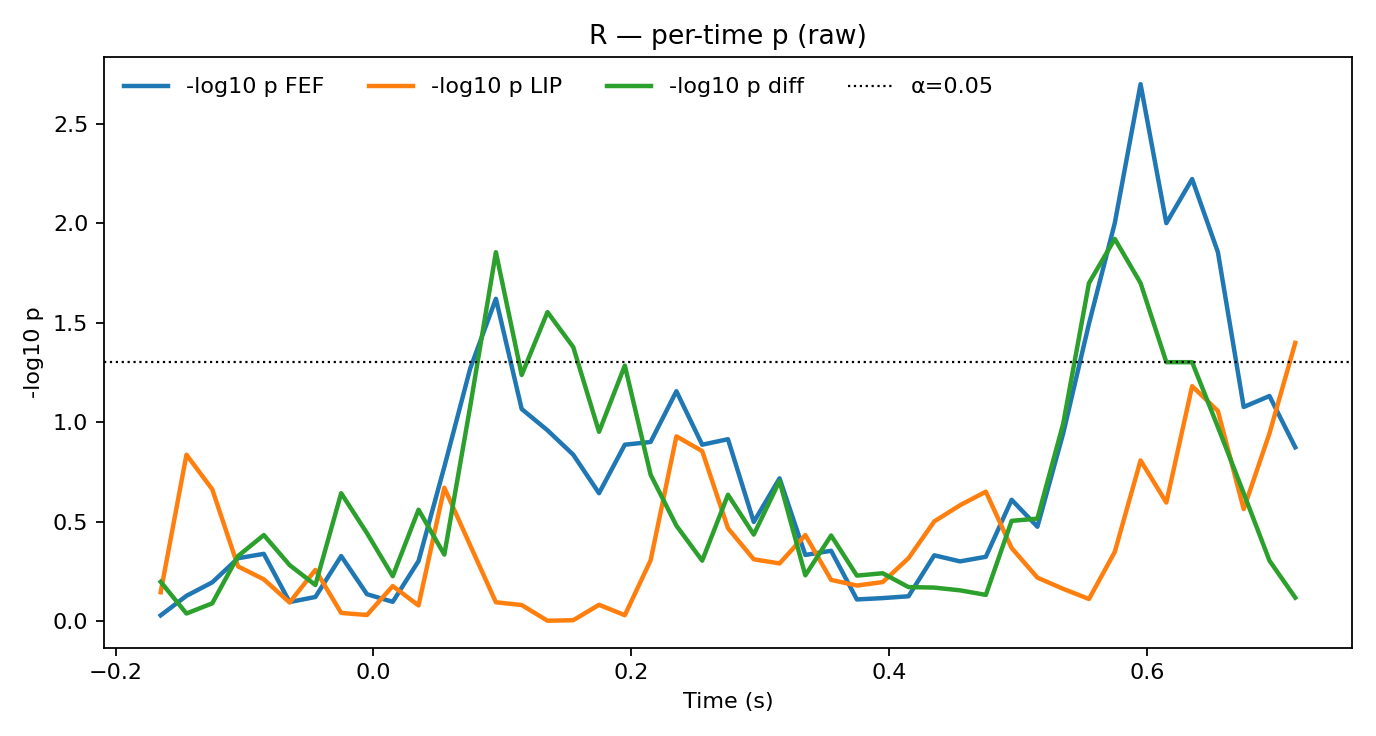 R — per-time p (raw)
-log10 p FEF
-log10 p LIP
-log10 p diff
α=0.05
-log10 p
2.5
2.0
1.5
1.0
0.5
0.0
−0.2
0.0
0.2
0.4
0.6
Time (s)